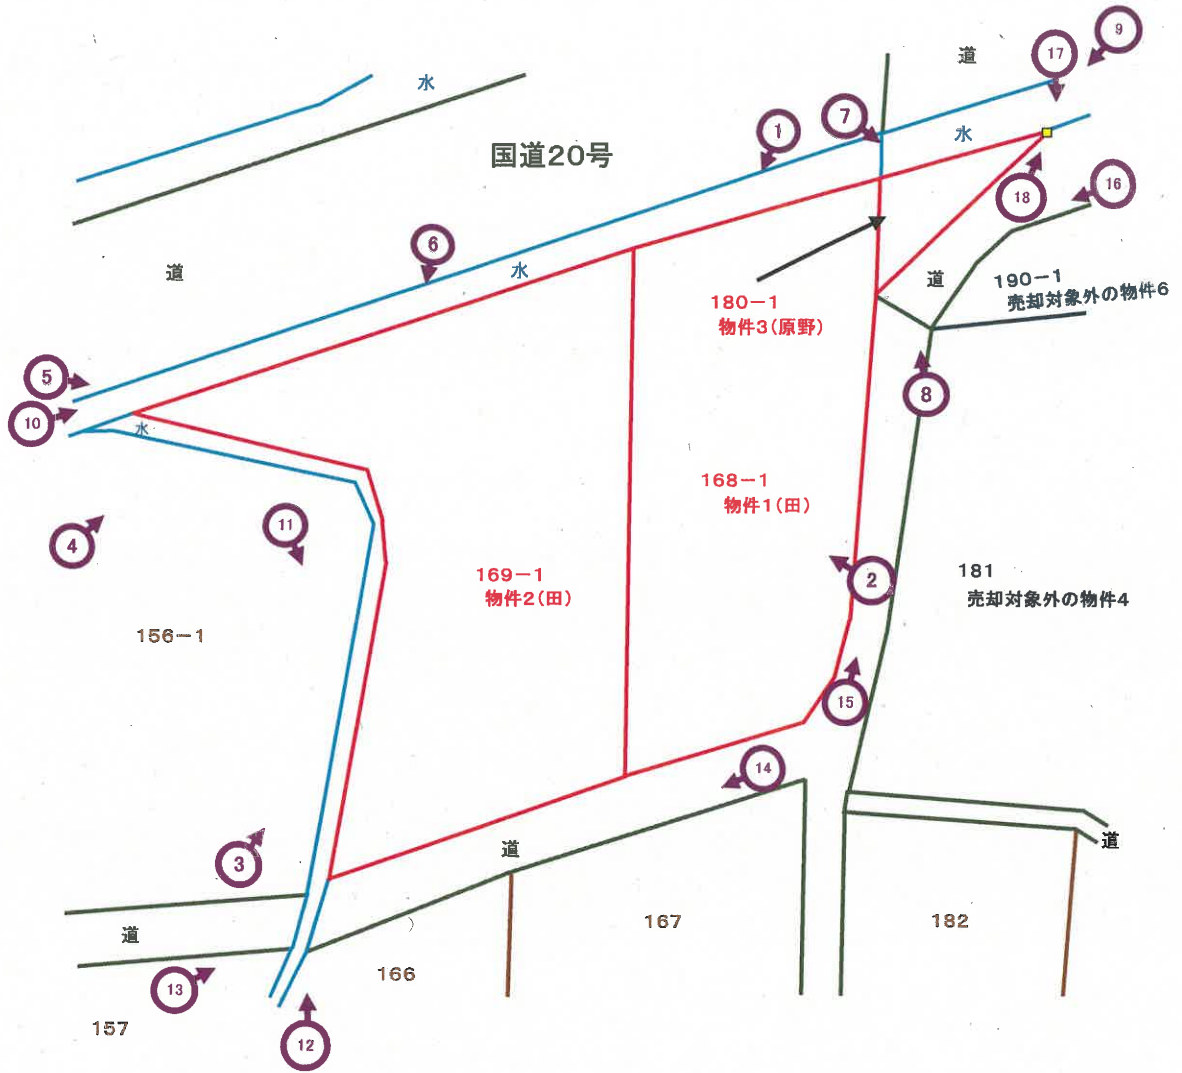 道
9
17
水
7
1
水
国道20号
16
18
6
水
道
道
190-1
売却対象外の物件6
180-1
物件3(原野)
5
8
10
水
168-1
物件1(田)
11
4
169-1
物件2(田)
2
181
売却対象外の物件4
156-1
15
14
道
道
3
167
182
道
166
13
157
12